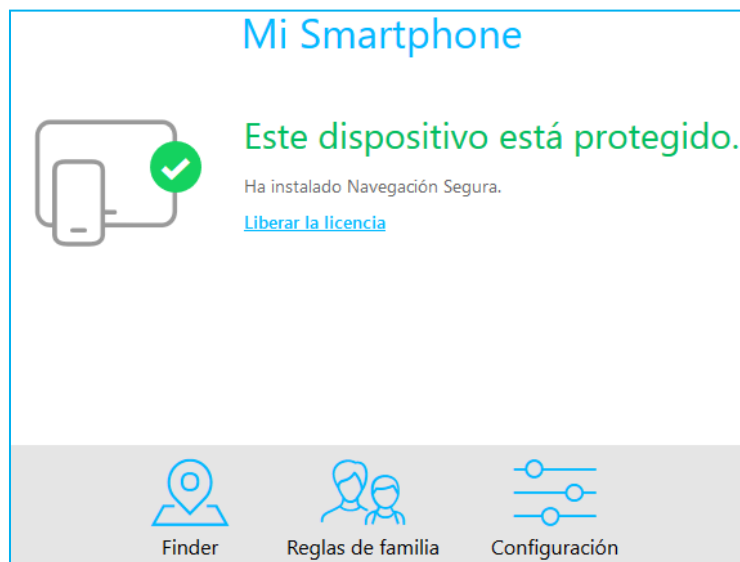 Mi Smartphone
Este dispositivo está protegido.
Ha instalado Navegación Segura.
Liberar la licencia
Finder
Reglas de familia
Configuración